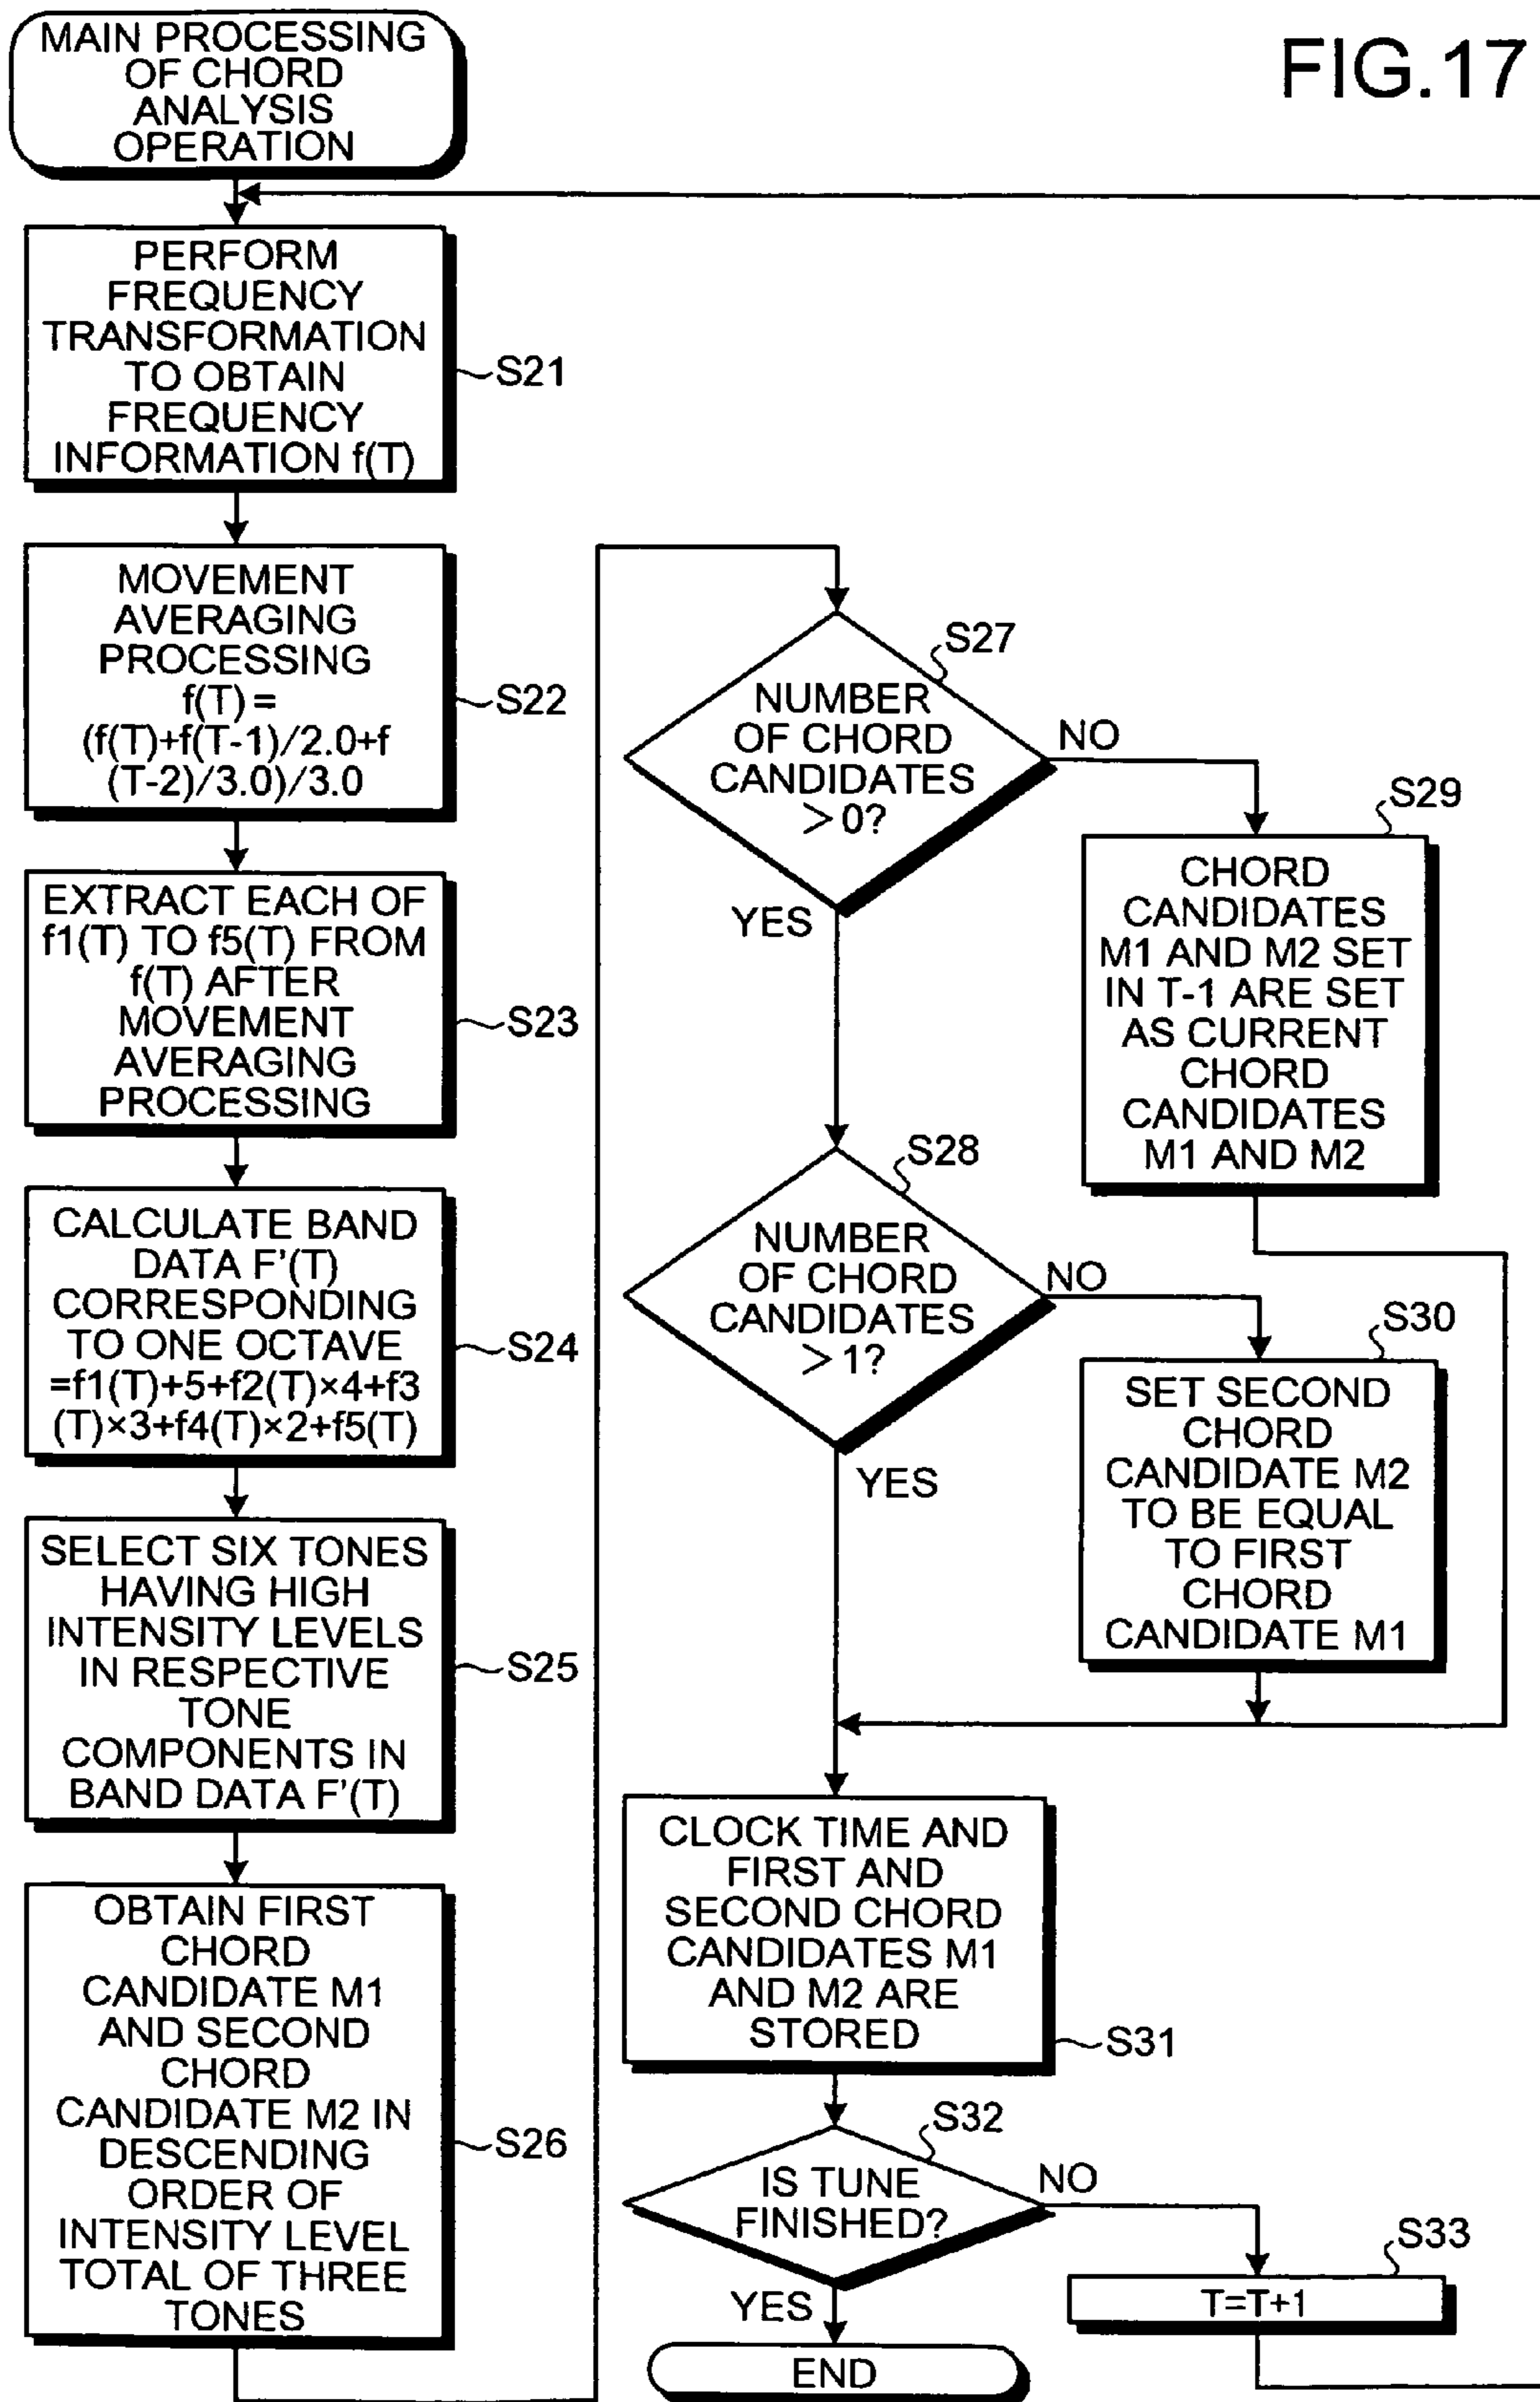 FIG.17
MAIN PROCESSING
OF CHORD
ANALYSIS
OPERATION
PERFORM
FREQUENCY
TRANSFORMATION
TO OBTAIN
FREQUENCY
INFORMATION f(T)
S21
MOVEMENT
AVERAGING
PROCESSING
f(T) =
(f(T)+f(T-1)/2.0+f
(T-2)/3.0)/3.0
S22
EXTRACT EACH OF
f1(T) TO f5(T) FROM
f(T) AFTER
MOVEMENT
AVERAGING
PROCESSING
S23
CALCULATE BAND
DATA F'(T)
CORRESPONDING
TO ONE OCTAVE
=f1(T)+5+f2(T)×4+f3
(T)×3+f4(T)×2+f5(T)
S24
SELECT SIX TONES
HAVING HIGH
INTENSITY LEVELS
IN RESPECTIVE
TONE
COMPONENTS IN
BAND DATA F'(T)
S25
OBTAIN FIRST
CHORD
CANDIDATE M1
AND SECOND
CHORD
CANDIDATE M2 IN
DESCENDING
ORDER OF
INTENSITY LEVEL
TOTAL OF THREE
TONES
S26
S27
NUMBER
OF CHORD
CANDIDATES
> 0?
NO
YES
S29
CHORD
CANDIDATES
M1 AND M2 SET
IN T-1 ARE SET
AS CURRENT
CHORD
CANDIDATES
M1 AND M2
S28
NUMBER
OF CHORD
CANDIDATES
> 1?
NO
YES
S30
SET SECOND
CHORD
CANDIDATE M2
TO BE EQUAL
TO FIRST
CHORD
CANDIDATE M1
CLOCK TIME AND
FIRST AND
SECOND CHORD
CANDIDATES M1
AND M2 ARE
STORED
S31
S32
IS TUNE
FINISHED?
NO
YES
S33
T=T+1
END